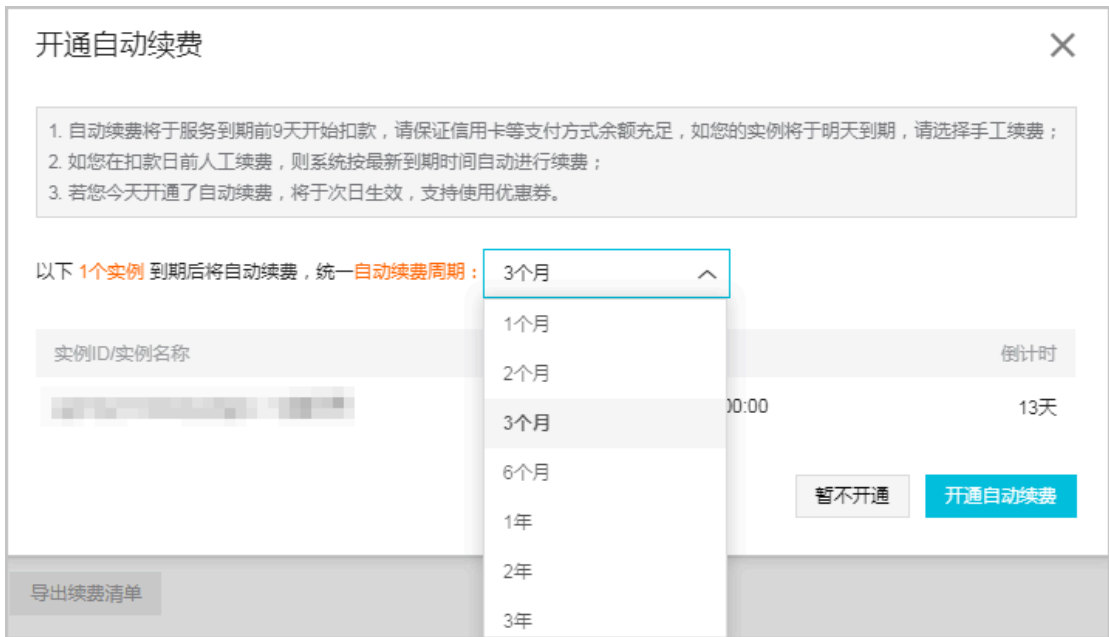 开通自动续费
1. 自动续费将于服务到期前9天开始扣款，请保证信用卡等支付方式余额充足，如您的实例将于明天到期，请选择手工续费；
2. 如您在扣款日前人工续费，则系统按最新到期时间自动进行续费；
3. 若您今天开通了自动续费，将于次日生效，支持使用优惠券。
以下 1个实例 到期后将自动续费，统一自动续费周期： 3个月
1个月
实例ID/实例名称 倒计时
2个月
00:00 13天
3个月
6个月
暂不开通 开通自动续费
1年
2年
导出续费清单
3年